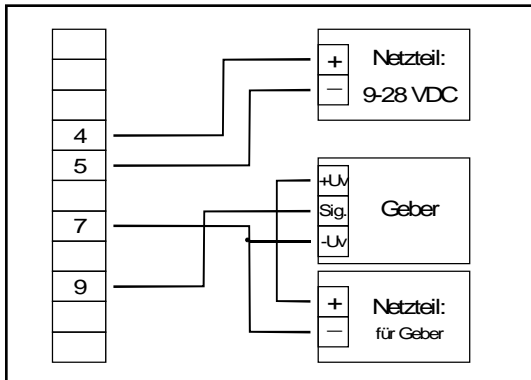 4
5
7
9
+
−
Netzteil:
9-28 VDC
+Uv
Sig.
-Uv
Geber
+
−
Netzteil:
für Geber